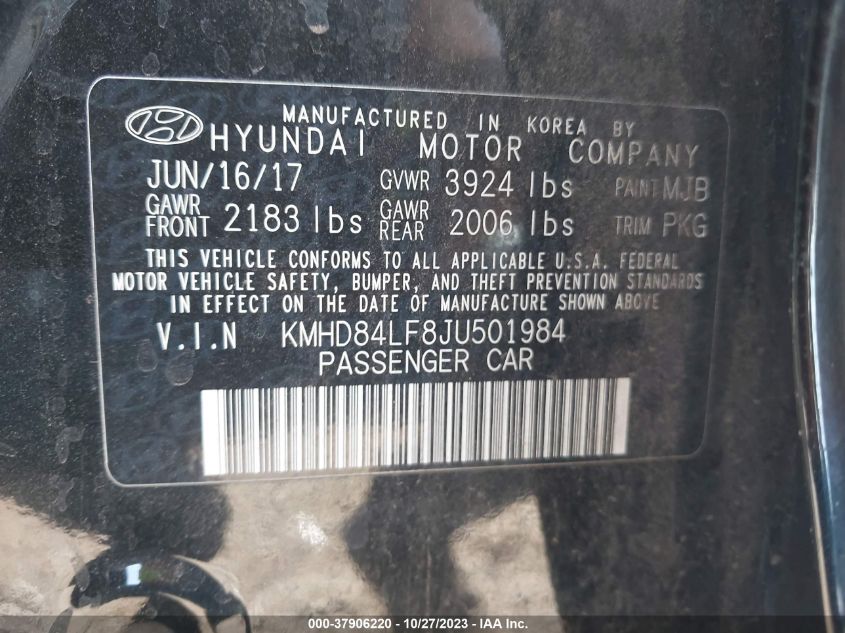 MANUFACTURED IN KOREA BY
HYUNDAI MOTOR COMPANY
JUN/16/17 GVWR 3924 lbs PAINT MJB
GAWR FRONT 2183 lbs GAWR REAR 2006 lbs TRIM PKG
THIS VEHICLE CONFORMS TO ALL APPLICABLE U.S.A. FEDERAL
MOTOR VEHICLE SAFETY, BUMPER, AND THEFT PREVENTION STANDARDS
IN EFFECT ON THE DATE OF MANUFACTURE SHOWN ABOVE
V.I.N KMHD84LF8JU501984
PASSENGER CAR
000-37906220 | 10/27/2023 - IAA Inc.